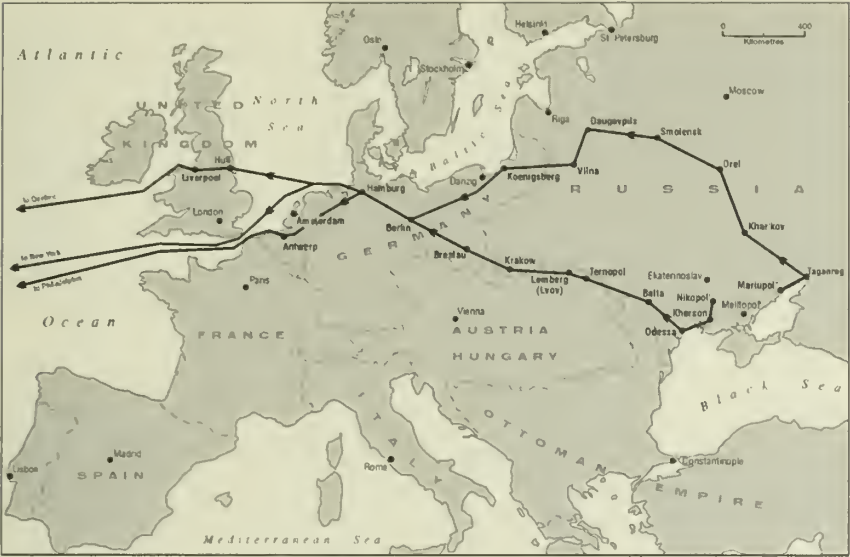 Atlantic
Ocean
North
Sea
Baltic Sea
Mediterranean Sea
Black Sea
UNITED
KINGDOM
GERMANY
RUSSIA
FRANCE
AUSTRIA
HUNGARY
SPAIN
ITALY
OTTOMAN
EMPIRE
0 400
Kilometres
Helsinki
St. Petersburg
Oslo
Stockholm
Moscow
Riga
Daugavpils
Smolensk
Orel
Vilna
Koenigsberg
Danzig
Hull
Liverpool
London
Hamburg
Amsterdam
Antwerp
Berlin
Breslau
Krakow
Lemberg
(Lvov)
Ternopol
Balta
Odessa
Kherson
Nikopol'
Melitopol'
Mariupol'
Taganrog
Khar'kov
Paris
Vienna
Madrid
Lisbon
Rome
Constantinople
to Quebec
to New York
to Philadelphia